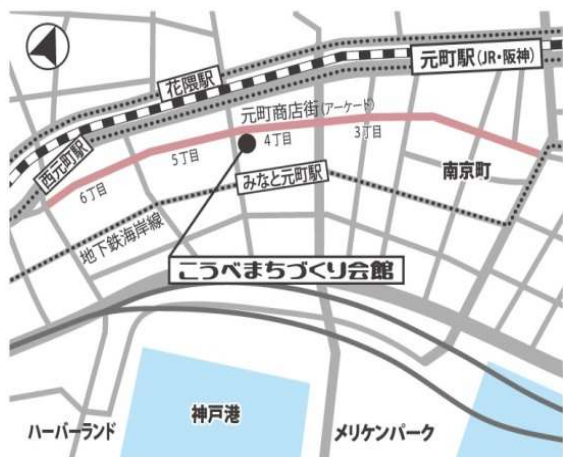 元町駅(JR・阪神)
花隈駅
元町商店街(アーケード)
西元町駅
3丁目
4丁目
5丁目
6丁目
南京町
みなと元町駅
地下鉄海岸線
こうべまちづくり会館
神戸港
ハーバーランド
メリケンパーク